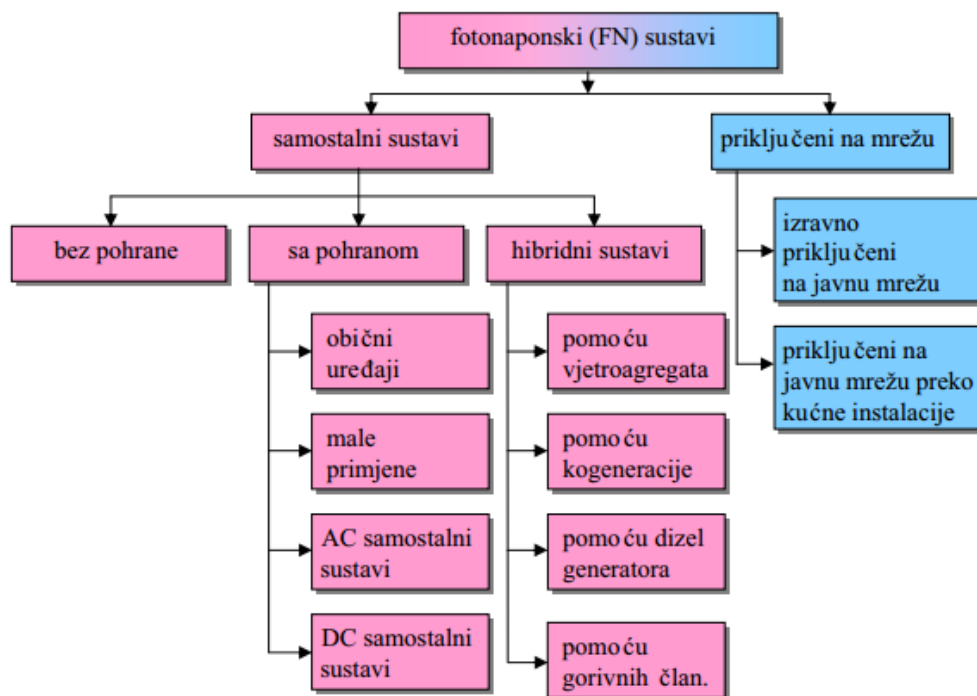 fotonaponski (FN) sustavi
samostalni sustavi
priključeni na mrežu
bez pohrane
sa pohranom
hibridni sustavi
izravno
priključeni
na javnu mrežu
obični
uređaji
pomoću
vjetroagregata
priključeni na
javnu mrežu preko
kućne instalacije
male
primjene
pomoću
kogeneracije
AC samostalni
sustavi
pomoću dizel
generatora
DC samostalni
sustavi
pomoću
gorivnih član.